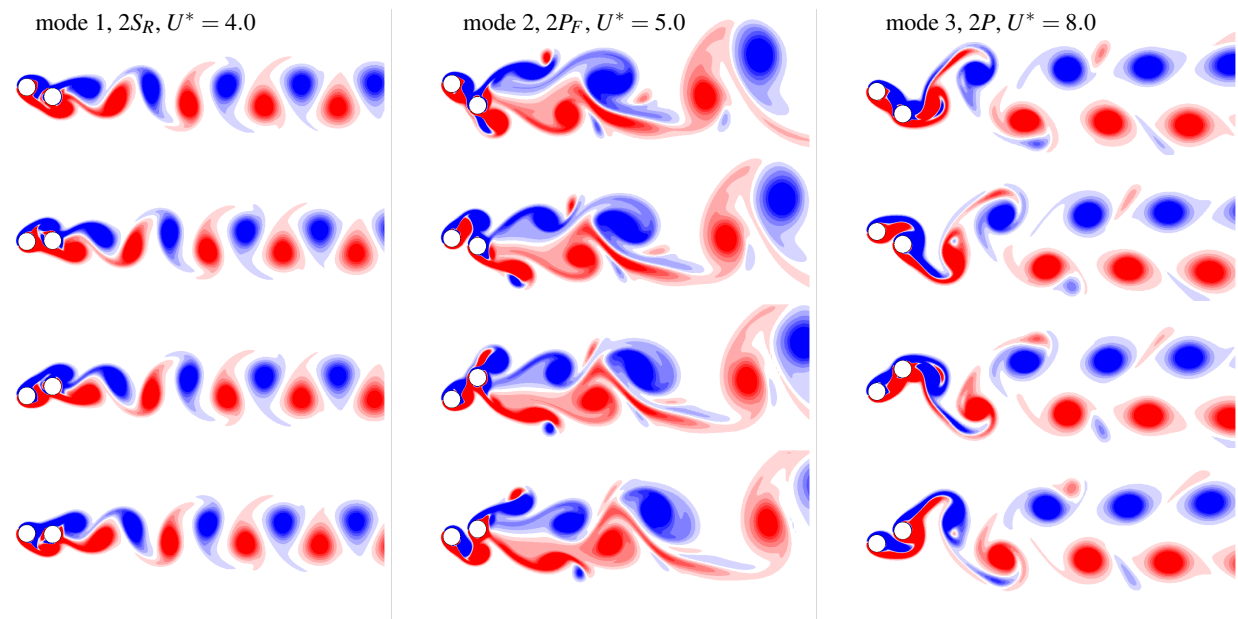 mode 1, 2S_R, U* = 4.0
mode 2, 2P_F, U* = 5.0
mode 3, 2P, U* = 8.0